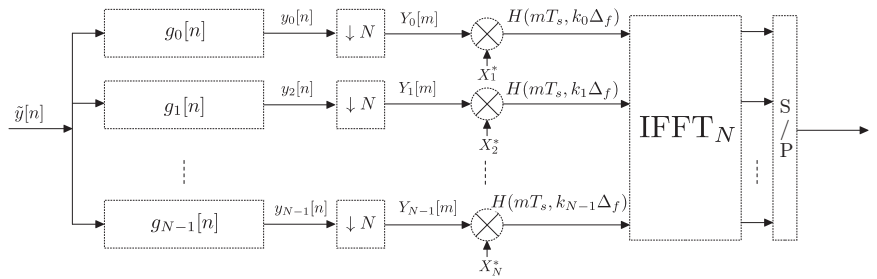 g_0[n] y_0[n] ↓ N Y_0[m] H(mT_s, k_0Δ_f)
X_1^*
g_1[n] y_2[n] ↓ N Y_1[m] H(mT_s, k_1Δ_f)
X_2^*
ỹ[n]
IFFT_N
S/P
g_{N−1}[n] y_{N−1}[n] ↓ N Y_{N−1}[m] H(mT_s, k_{N−1}Δ_f)
X_N^*